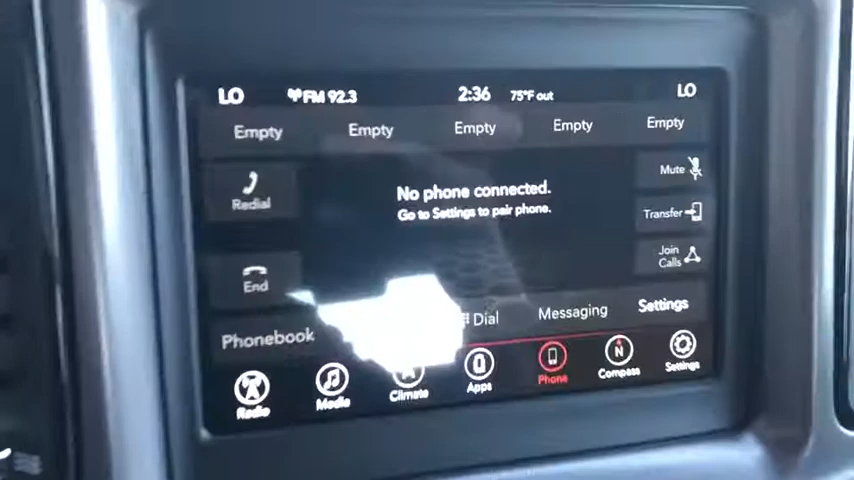 LO FM 92.3 2:36 75°F out LO
Empty Empty Empty Empty Empty
Redial
No phone connected.
Go to Settings to pair phone.
Mute
Transfer
Join
Calls
End
Phonebook Dial Messaging Settings
Radio Media Climate Apps Phone N Compass Settings